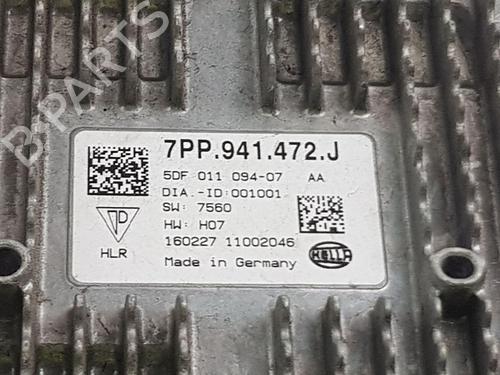 B-PARTS
7PP.941.472.J
5DF 011 094-07 AA
DIA.-ID:001001
SW: 7560
HW: H07
160227 11002046
Made in Germany
D
HLR
HELLA